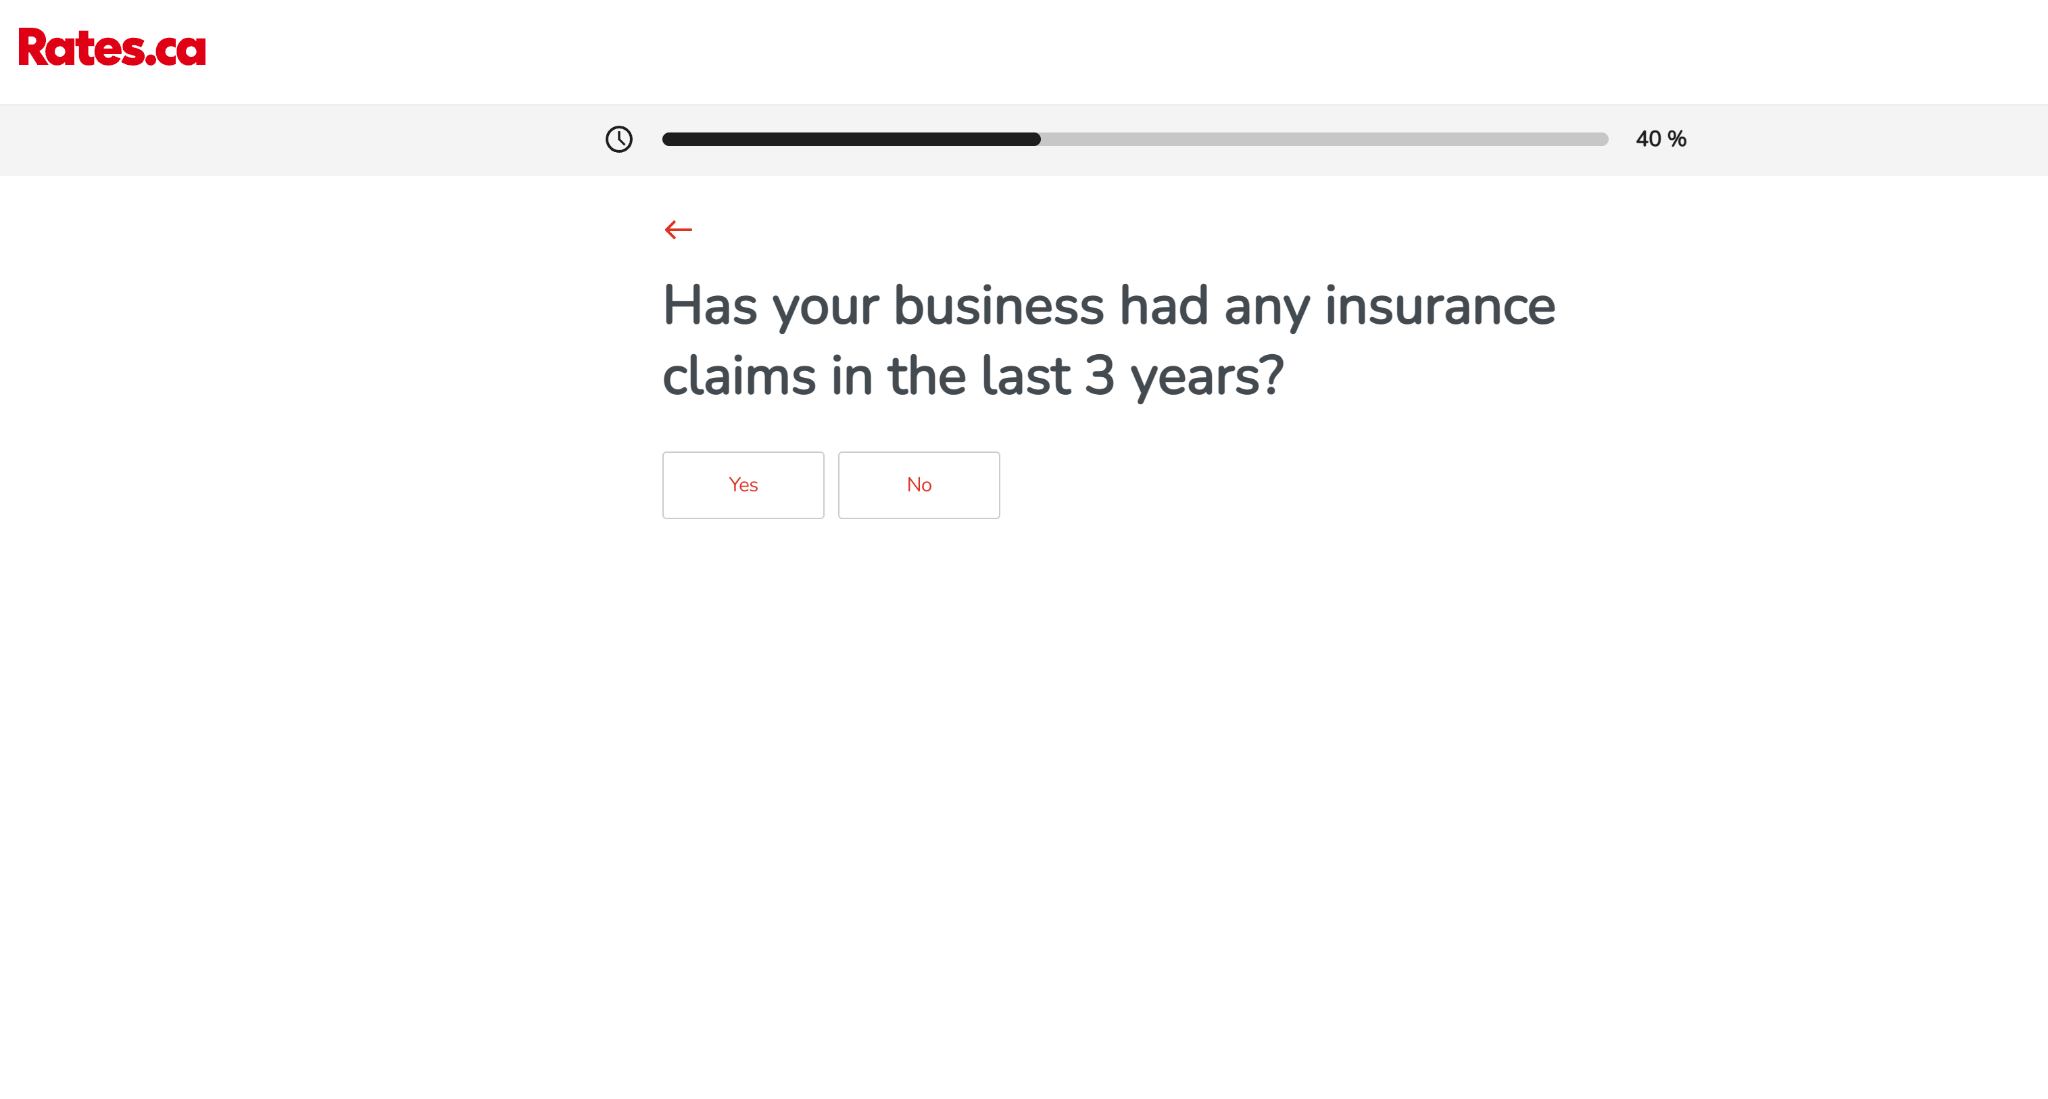 Rates.ca
40 %
Has your business had any insurance
claims in the last 3 years?
Yes
No